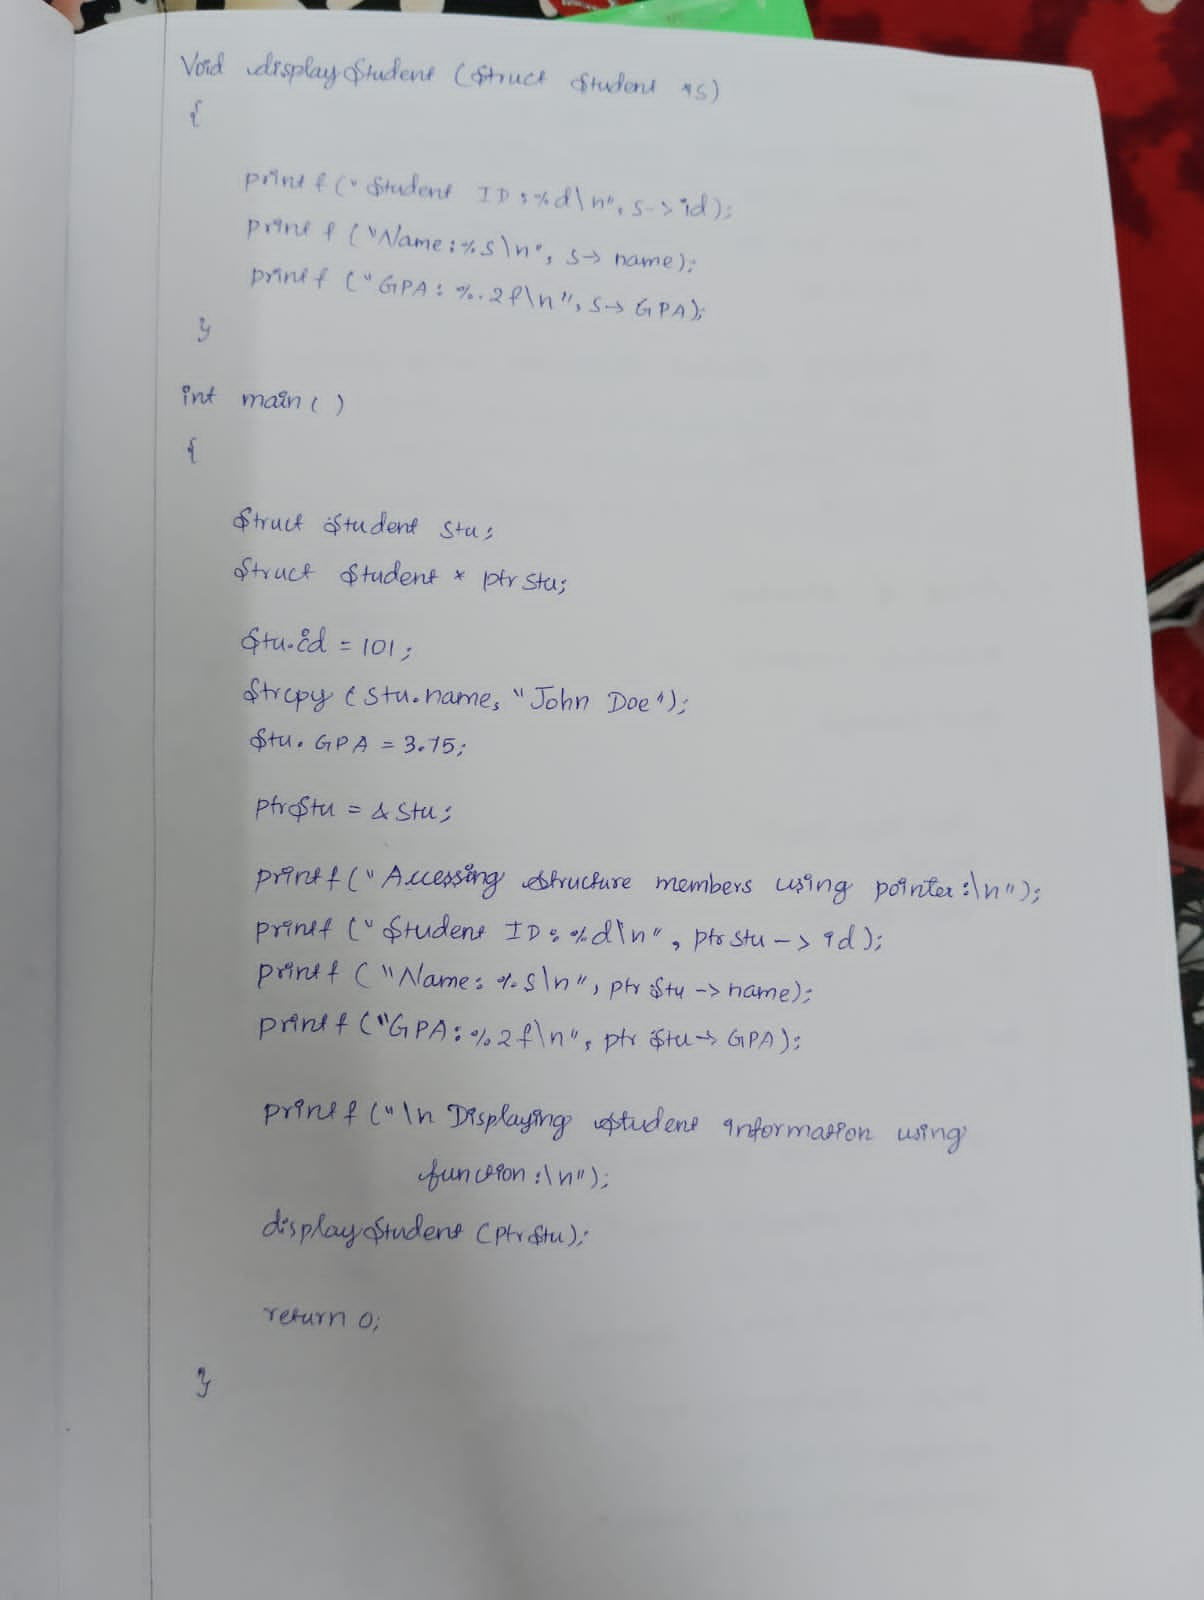 Void displayStudent (Struct Student *s)
{
printf ("Student ID:%d\n", s->id);
printf ("Name:%s\n", s-> name);
printf ("GPA: %.2f\n", s-> GPA);
}
int main ( )
{
Struct Student stu;
Struct Student * ptrstu;
Stu.id = 101;
Strcpy (stu.name, "John Doe");
Stu. GPA = 3.75;
ptrStu = & stu;
printf (" Accessing structure members using pointer:\n");
printf (" Student ID: %d\n", ptrstu -> id);
printf ("Name: %s\n", ptrStu -> name);
printf ("GPA:%2f\n", ptr Stu-> GPA);
printf ("\n Displaying student information using
function:\n");
displayStudent (ptrStu);
return 0;
}